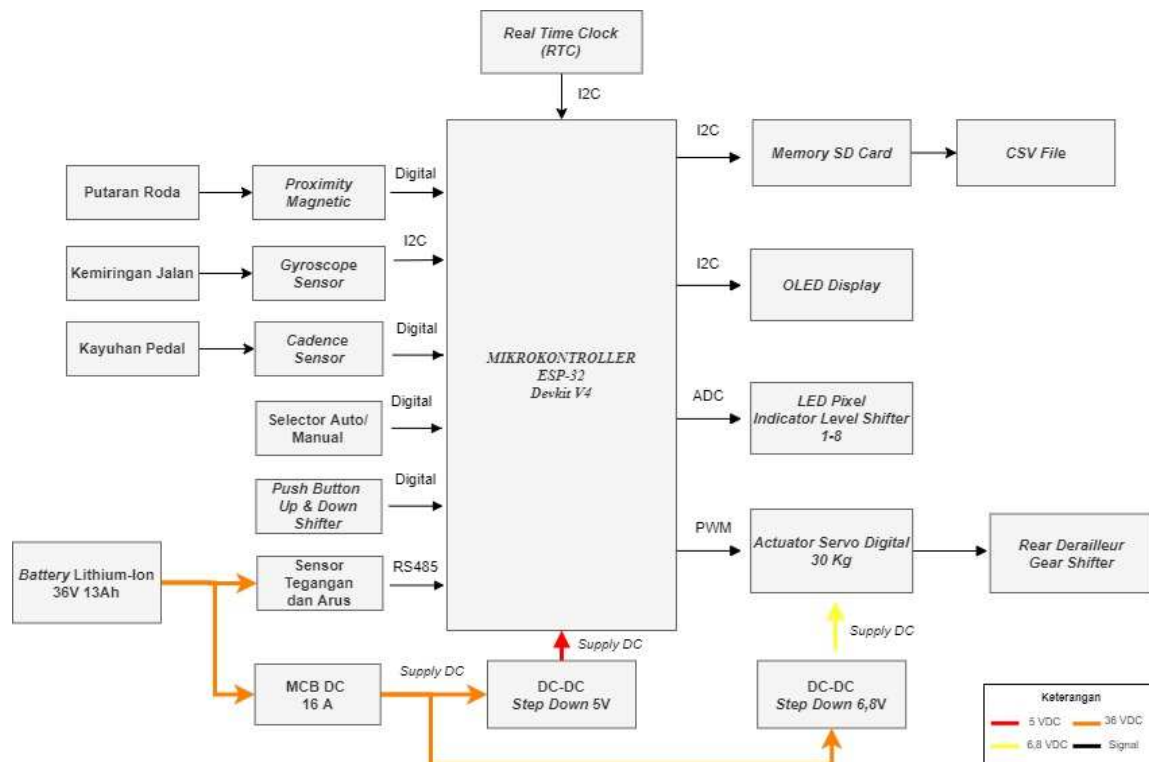 Real Time Clock
(RTC)
I2C
Putaran Roda
Proximity
Magnetic
Digital
Kemiringan Jalan
Gyroscope
Sensor
I2C
Kayuhan Pedal
Cadence
Sensor
Digital
Selector Auto/
Manual
Digital
Push Button
Up & Down
Shifter
Digital
Battery Lithium-Ion
36V 13Ah
Sensor
Tegangan
dan Arus
RS485
MCB DC
16 A
Supply DC
DC-DC
Step Down 5V
Supply DC
MIKROKONTROLLER
ESP-32
Devkit V4
I2C
Memory SD Card
CSV File
I2C
OLED Display
ADC
LED Pixel
Indicator Level Shifter
1-8
PWM
Actuator Servo Digital
30 Kg
Rear Derailleur
Gear Shifter
Supply DC
DC-DC
Step Down 6,8V
Keterangan
5 VDC
36 VDC
6,8 VDC
Signal